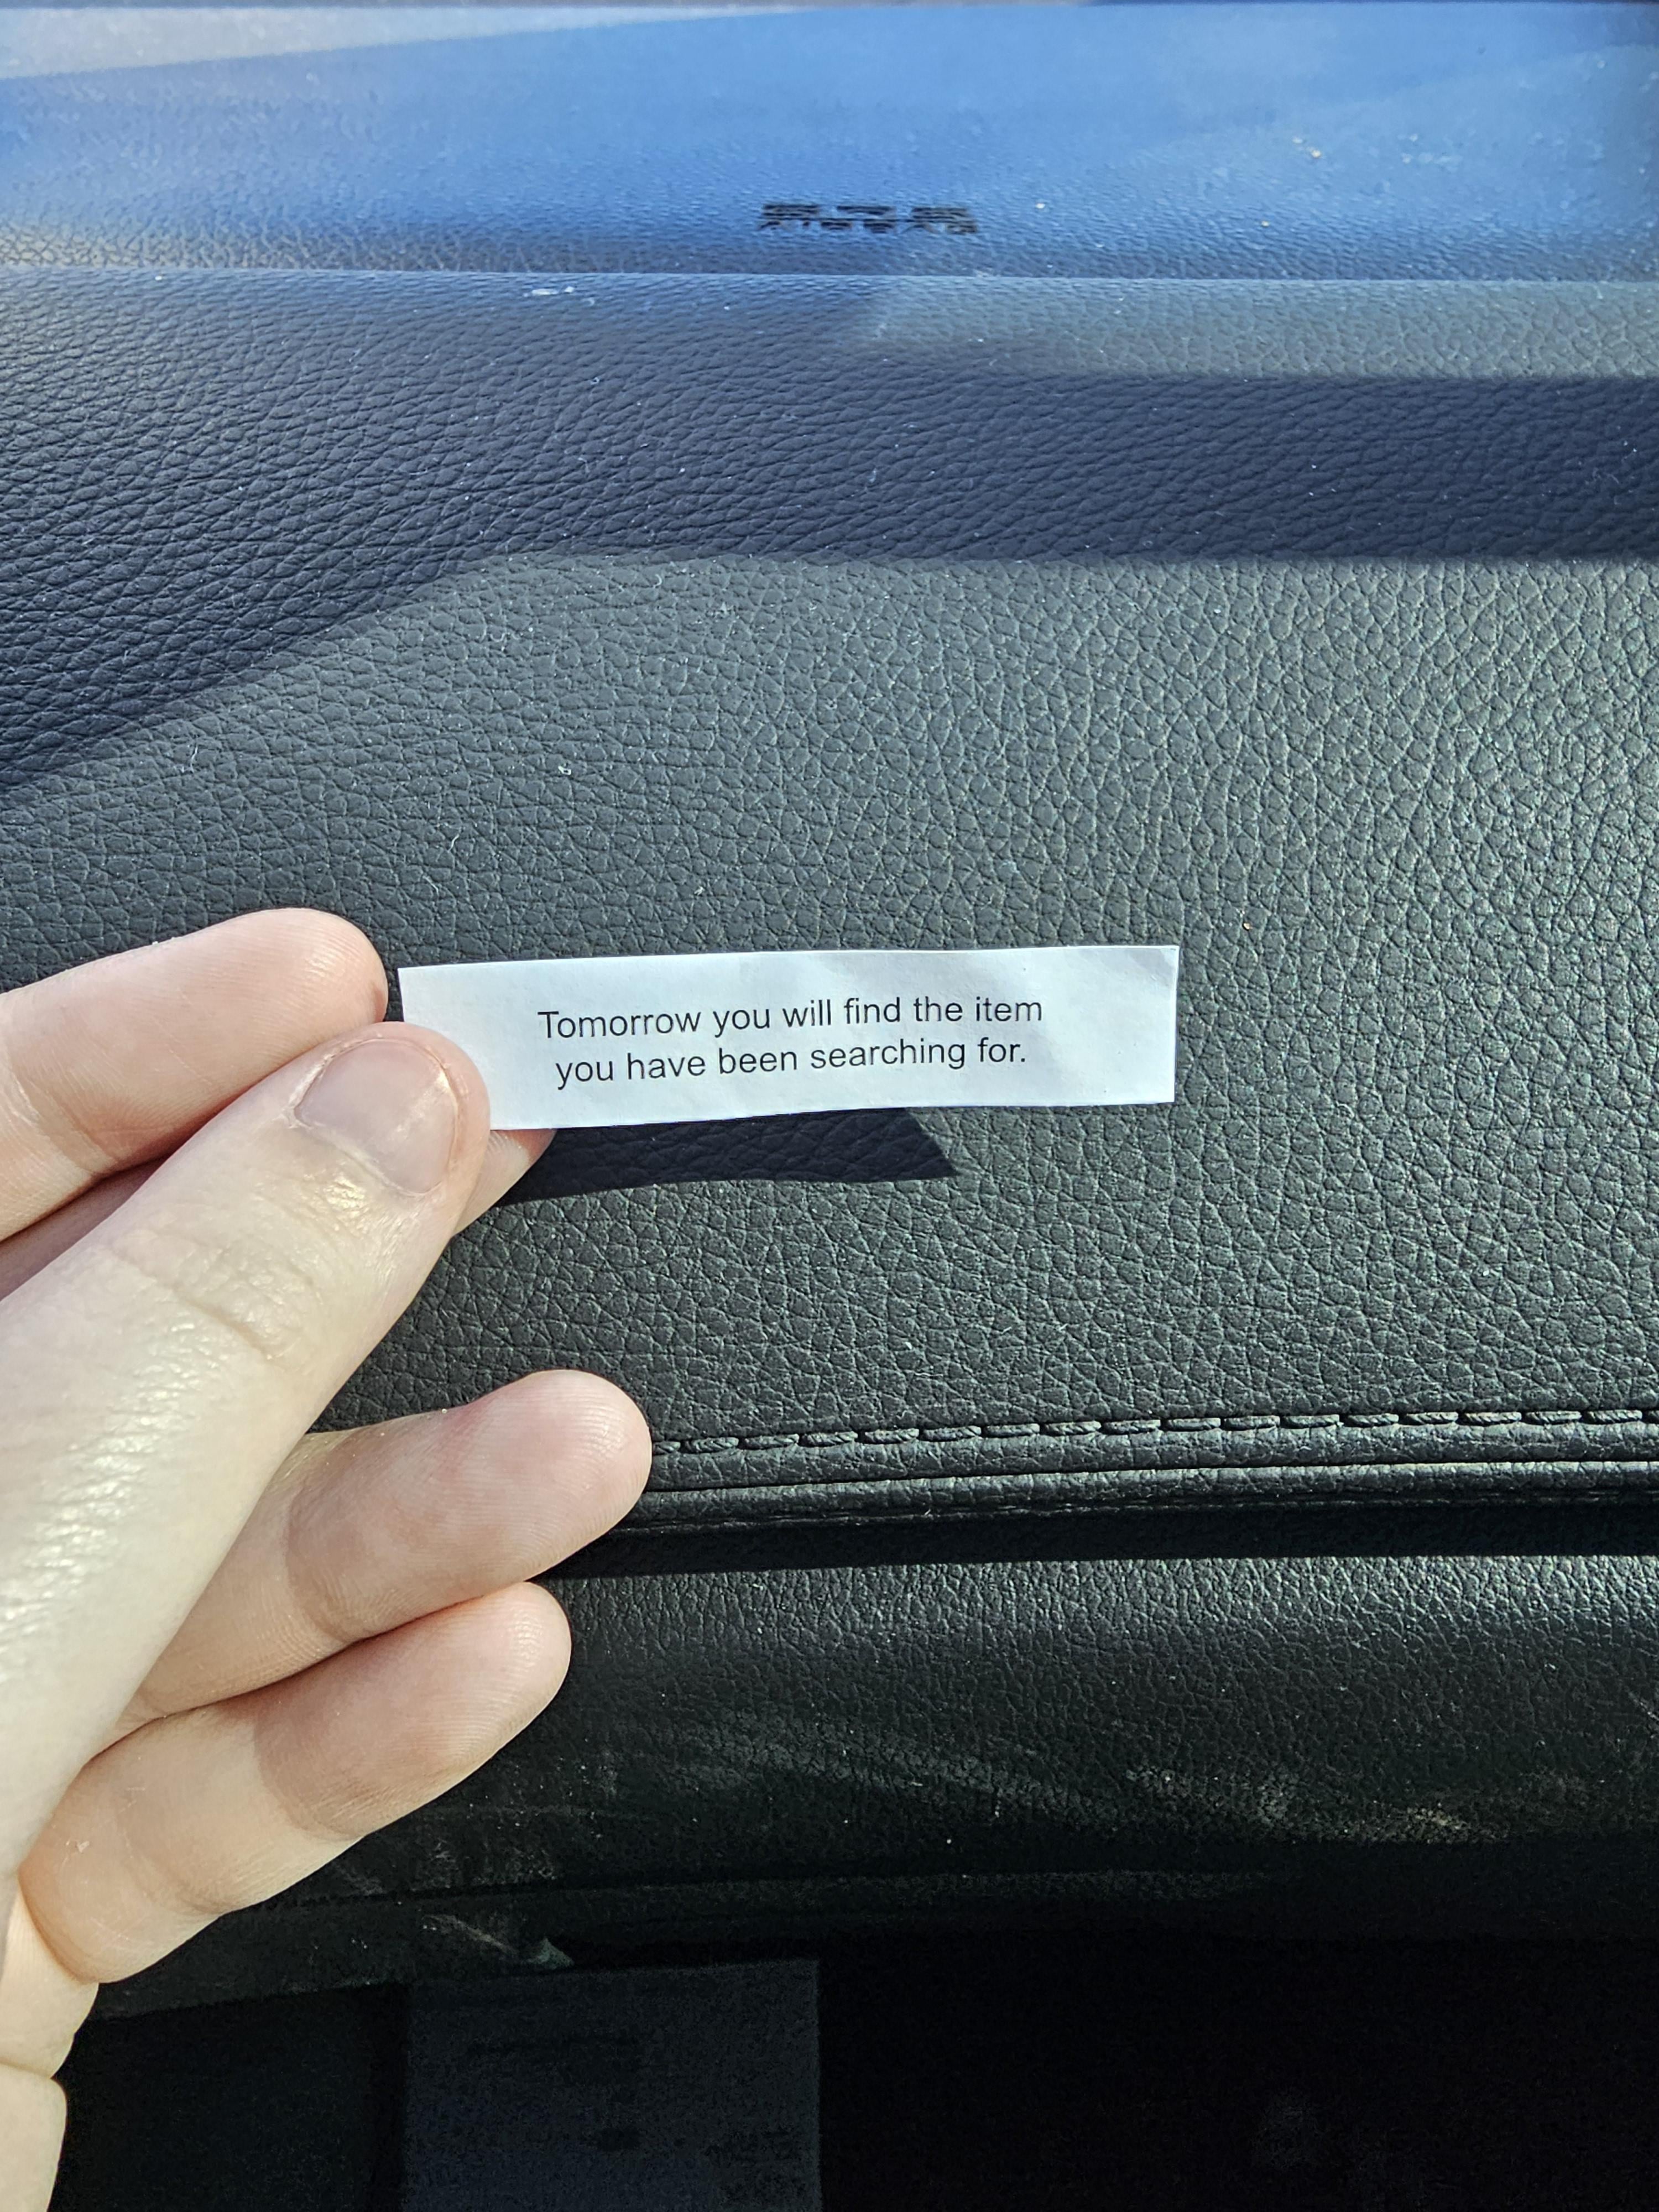 Tomorrow you will find the item
you have been searching for.